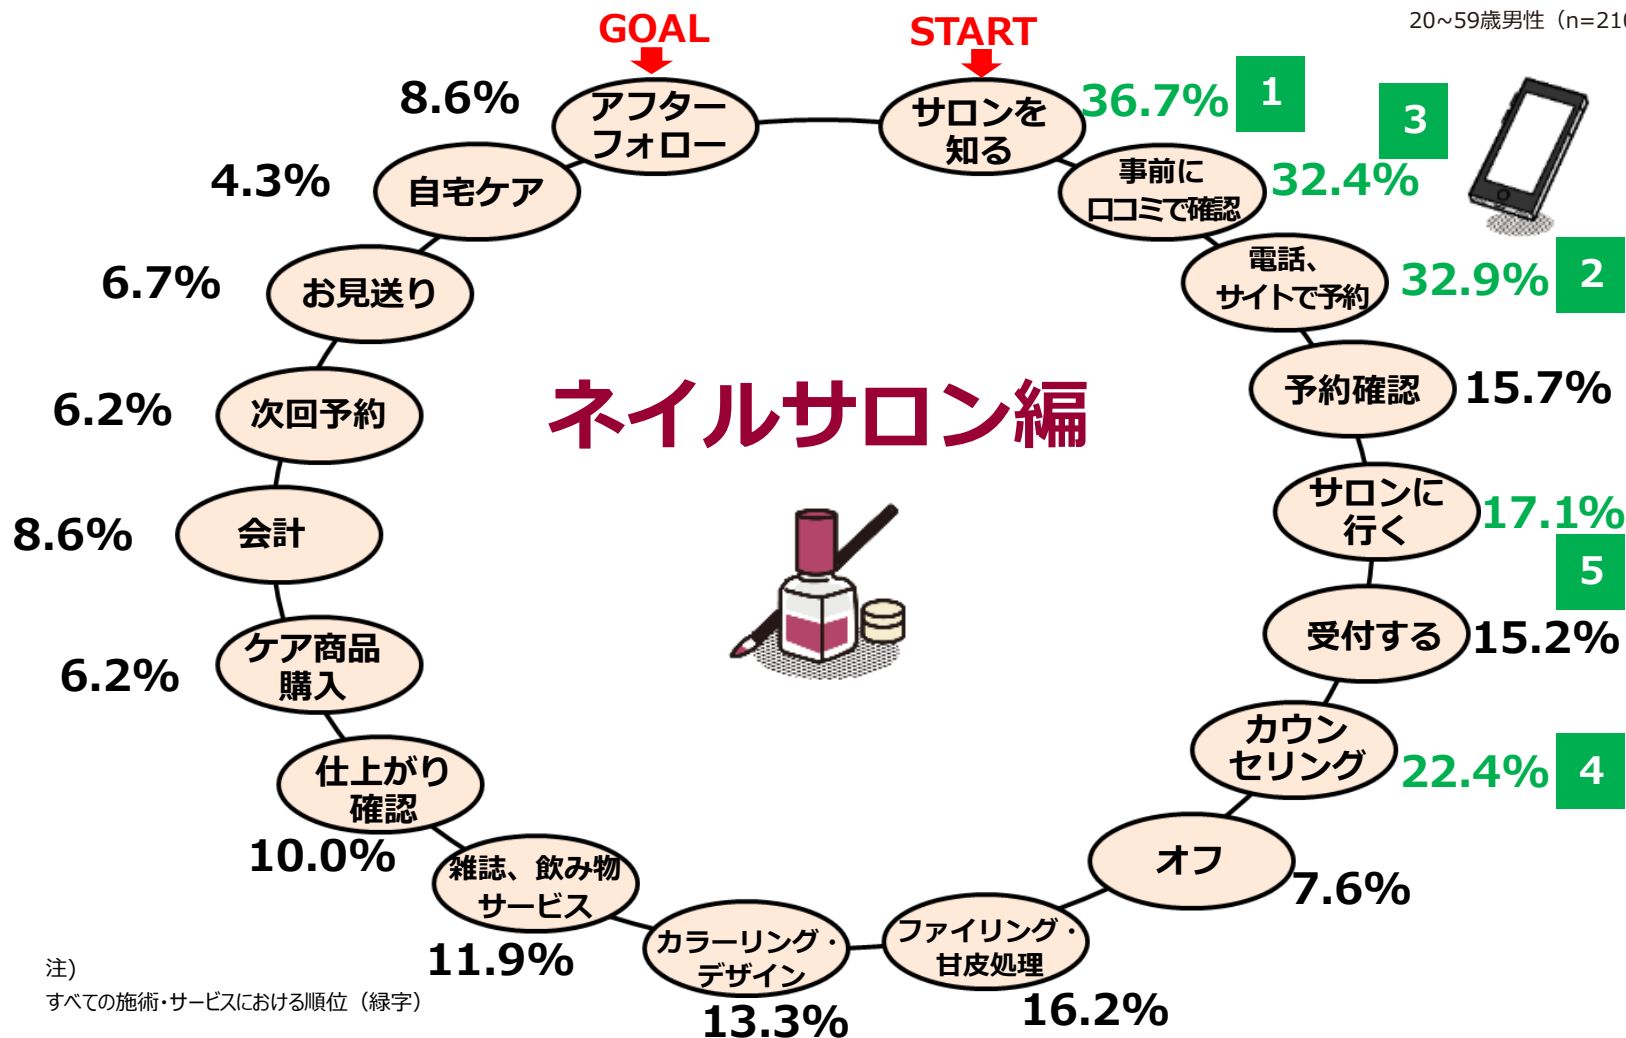 20~59歳男性（n=210
GOAL
START
サロンを
知る
36.7%
1
事前に
口コミで確認
32.4%
3
電話、
サイトで予約
32.9%
2
予約確認
15.7%
サロンに
行く
17.1%
5
受付する
15.2%
カウン
セリング
22.4%
4
オフ
7.6%
ファイリング・
甘皮処理
16.2%
カラーリング・
デザイン
13.3%
雑誌、飲み物
サービス
11.9%
仕上がり
確認
10.0%
ケア商品
購入
6.2%
会計
8.6%
次回予約
6.2%
お見送り
6.7%
自宅ケア
4.3%
アフター
フォロー
8.6%
ネイルサロン編
注)
すべての施術・サービスにおける順位（緑字）